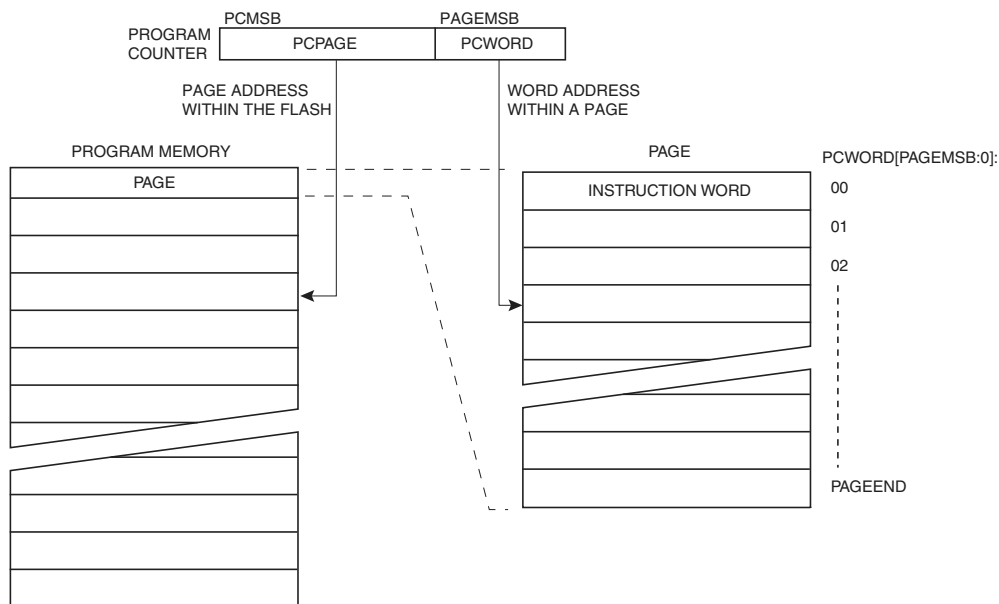 PCMSB
PAGEMSB
PROGRAM
COUNTER
PCPAGE
PCWORD
PAGE ADDRESS
WITHIN THE FLASH
WORD ADDRESS
WITHIN A PAGE
PROGRAM MEMORY
PAGE
PAGE
PCWORD[PAGEMSB:0]:
INSTRUCTION WORD
00
01
02
PAGEEND